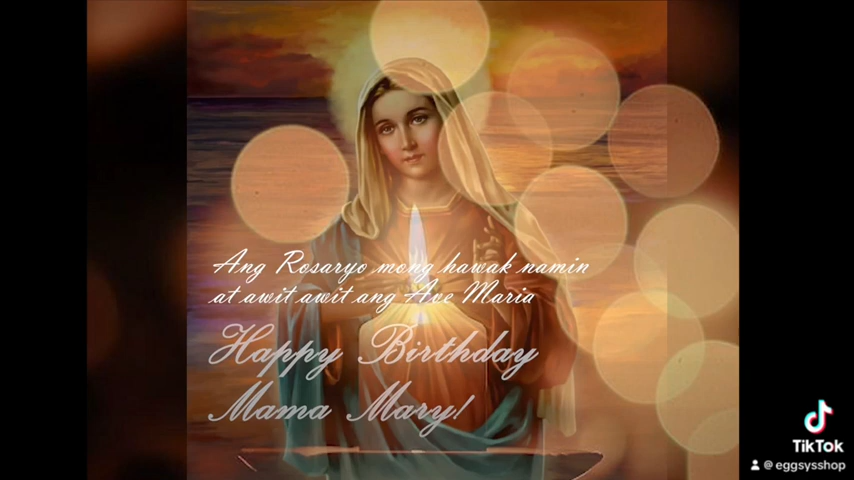 Ang Rosaryo mong hawak namin
at awit awit ang Ave Maria
Happy Birthday
Mama Mary!
TikTok
@eggsysshop